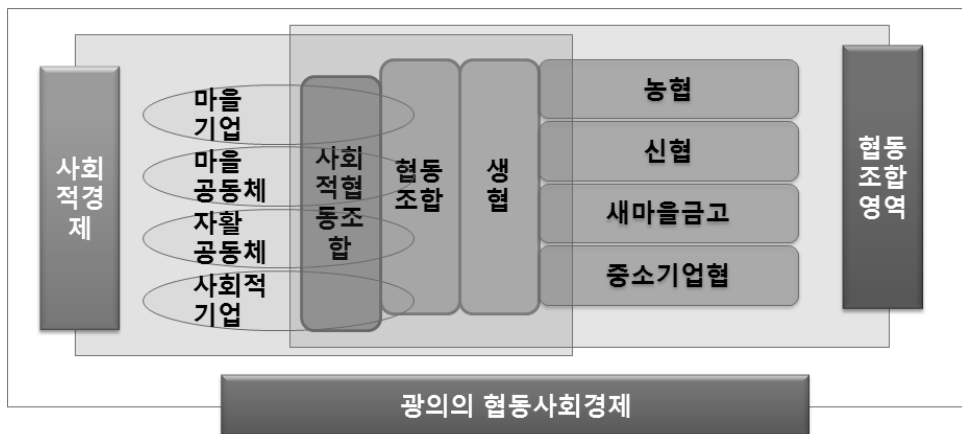 사회
적경
제
마을
기업
마을
공동체
자활
공동체
사회적
기업
사회
적협
동조
합
협동
조합
생
협
농협
신협
새마을금고
중소기업협
협동
조합
영역
광의의 협동사회경제